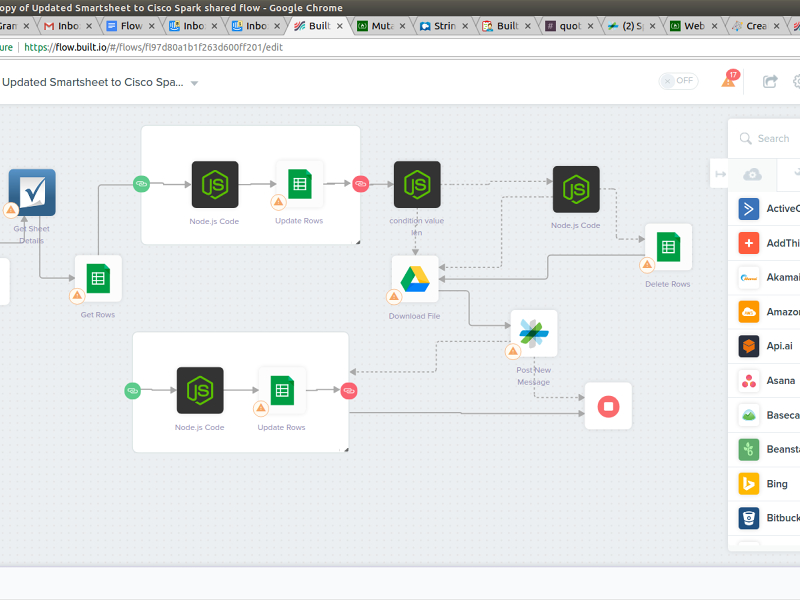 opy of Updated Smartsheet to Cisco Spark shared flow - Google Chrome
Gran × Inbo × Flow × Inbo × Inbo × Built × Muta × Strin × Built × quot × (2) S × Web × Crea ×
ure https://flow.built.io/#/flows/fl97d80a1b1f263d600ff201/edit
Updated Smartsheet to Cisco Spa... OFF 17
Search
Get Sheet
Details
Get Rows
Node.js Code
Update Rows
condition value
len
Node.js Code
Delete Rows
Download File
Post New
Message
Node.js Code
Update Rows
ActiveC
AddThi
Akamai
Amazo
Api.ai
Asana
Baseca
Beansta
Bing
Bitbuck